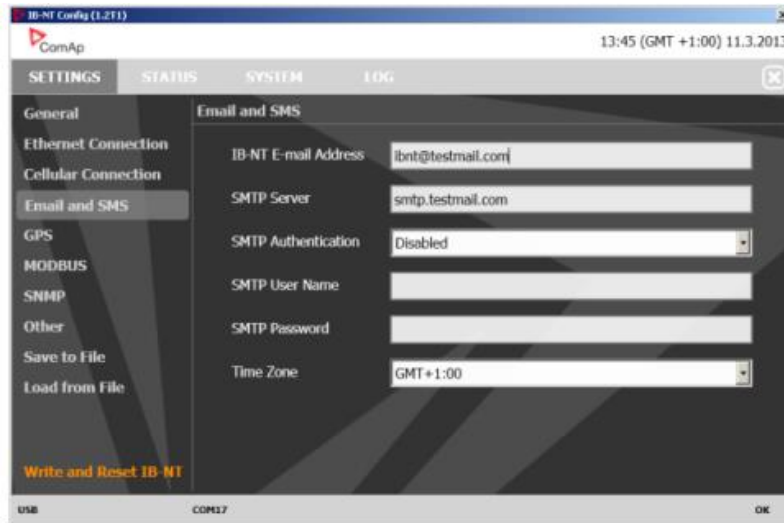 IB-NT Config (1.2T1)
ComAp
13:45 (GMT +1:00) 11.3.2013
SETTINGS STATUS SYSTEM LOG
General
Ethernet Connection
Cellular Connection
Email and SMS
GPS
MODBUS
SNMP
Other
Save to File
Load from File
Write and Reset IB-NT
Email and SMS
IB-NT E-mail Address ibnt@testmail.com
SMTP Server smtp.testmail.com
SMTP Authentication Disabled
SMTP User Name
SMTP Password
Time Zone GMT+1:00
USB COM17 OK